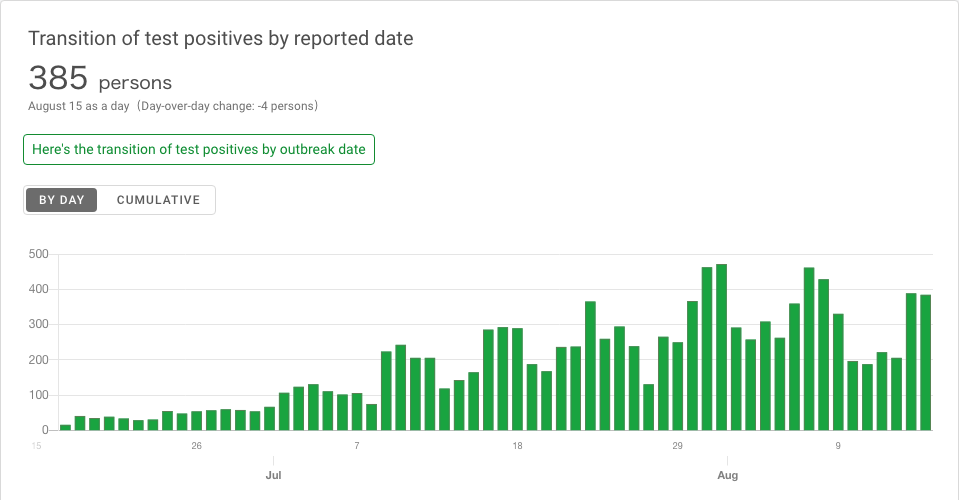 Transition of test positives by reported date
385 persons
August 15 as a day（Day-over-day change: -4 persons）
Here's the transition of test positives by outbreak date
BY DAY CUMULATIVE
500
400
300
200
100
0
15 26 7 18 29 9
Jul Aug